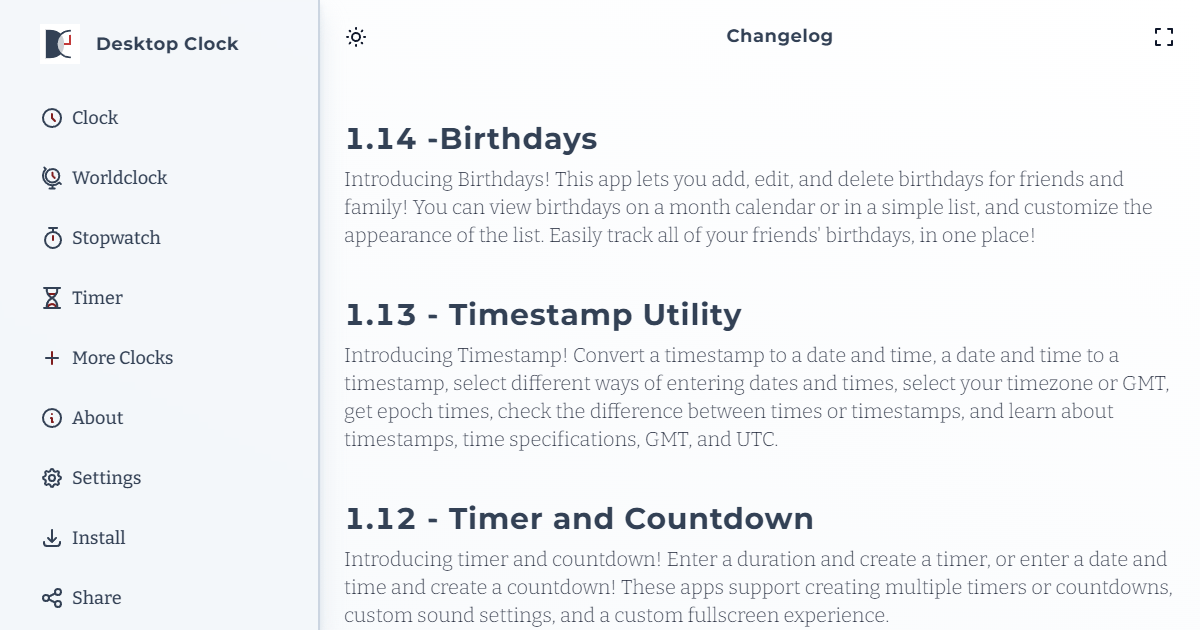 Desktop Clock
Clock
Worldclock
Stopwatch
Timer
More Clocks
About
Settings
Install
Share
Changelog
1.14 -Birthdays
Introducing Birthdays! This app lets you add, edit, and delete birthdays for friends and
family! You can view birthdays on a month calendar or in a simple list, and customize the
appearance of the list. Easily track all of your friends' birthdays, in one place!
1.13 - Timestamp Utility
Introducing Timestamp! Convert a timestamp to a date and time, a date and time to a
timestamp, select different ways of entering dates and times, select your timezone or GMT,
get epoch times, check the difference between times or timestamps, and learn about
timestamps, time specifications, GMT, and UTC.
1.12 - Timer and Countdown
Introducing timer and countdown! Enter a duration and create a timer, or enter a date and
time and create a countdown! These apps support creating multiple timers or countdowns,
custom sound settings, and a custom fullscreen experience.